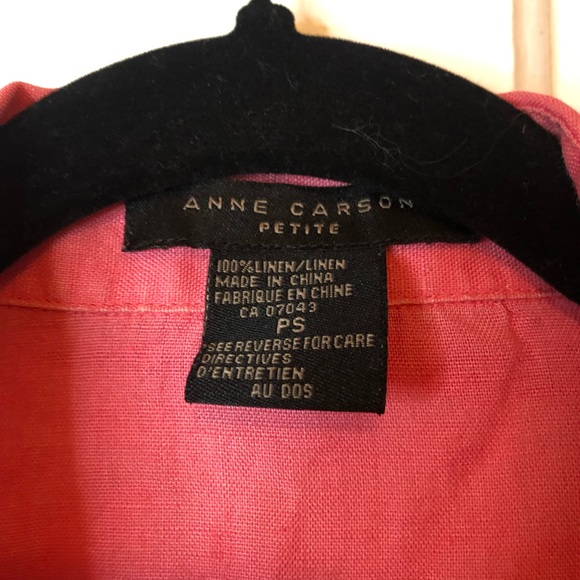 ANNE CARSON
PETITE
100%LINEN/LINEN
MADE IN CHINA
FABRIQUE EN CHINE
CA 07043
PS
SEE REVERSE FOR CARE
DIRECTIVES
D'ENTRETIEN
AU DOS